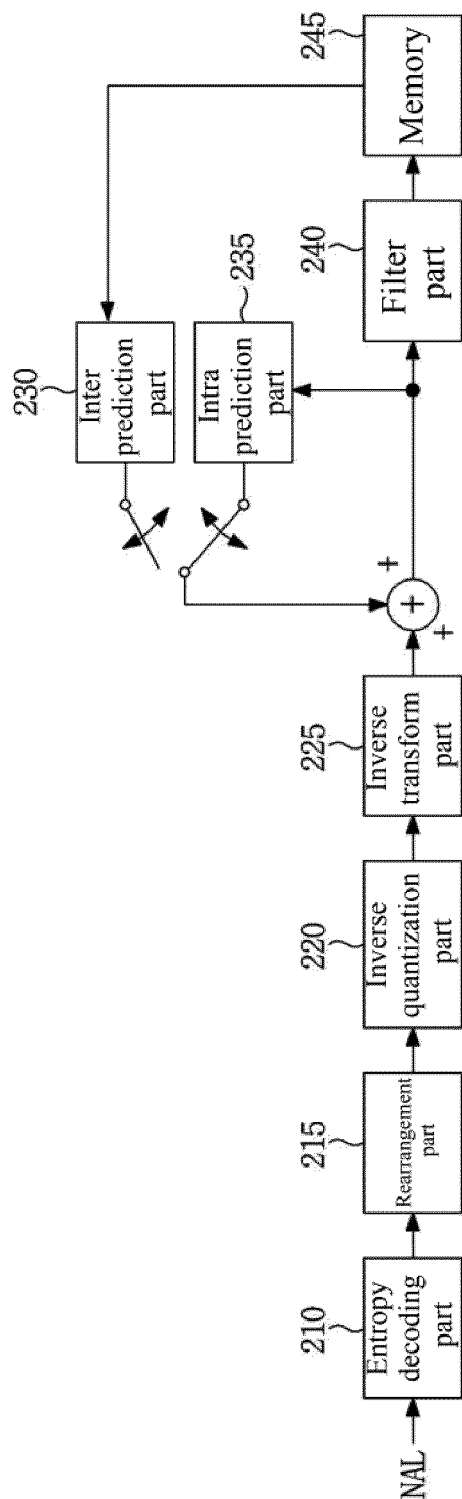 NAL
210
Entropy
decoding
part
215
Rearrangement
part
220
Inverse
quantization
part
225
Inverse
transform
part
+
+
+
230
Inter
prediction
part
235
Intra
prediction
part
240
Filter
part
245
Memory